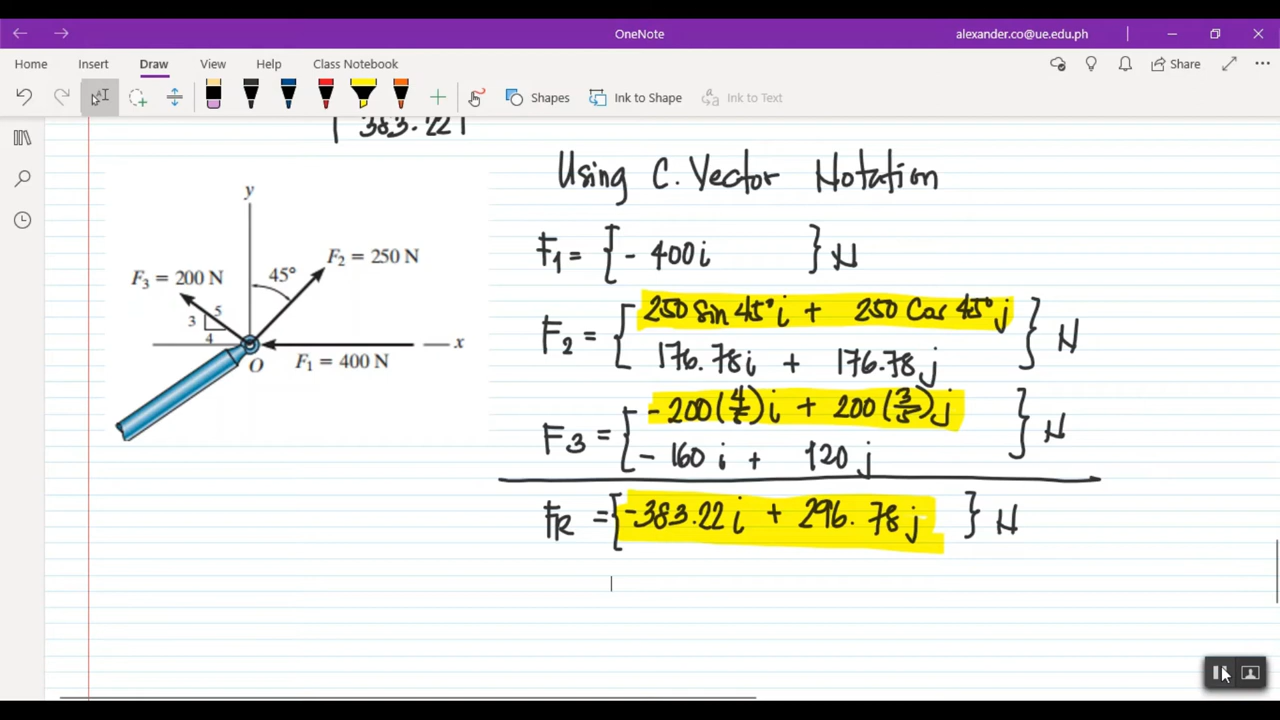 OneNote
alexander.co@ue.edu.ph
Home Insert Draw View Help Class Notebook
Share
Shapes Ink to Shape Ink to Text
383.22
Using C. Vector Notation
y
F₂ = 250 N
45°
F₃ = 200 N
5
3
4
x
O
F₁ = 400 N
F₁ = { - 400 i } N
F₂ = { 250 Sin 45° i + 250 Cos 45° j
176.78 i + 176.78 j } N
F3 = { - 200 (4/5) i + 200 (3/5) j
- 160 i + 120 j } N
FR = { -383.22 i + 296.78 j } N